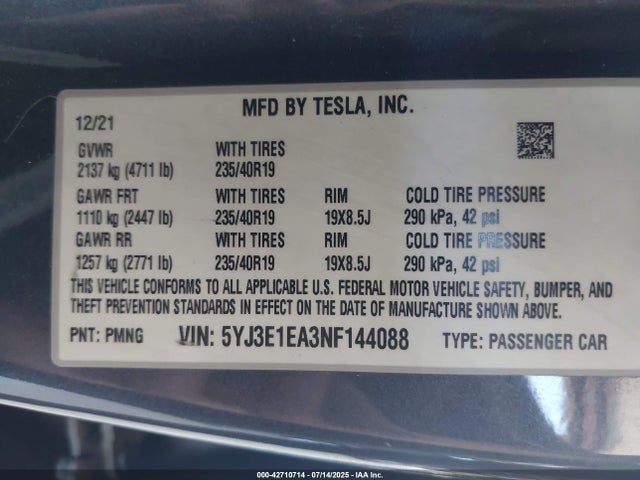 MFD BY TESLA, INC.
12/21
GVWR WITH TIRES
2137 kg (4711 lb) 235/40R19
GAWR FRT WITH TIRES RIM COLD TIRE PRESSURE
1110 kg (2447 lb) 235/40R19 19X8.5J 290 kPa, 42 psi
GAWR RR WITH TIRES RIM COLD TIRE PRESSURE
1257 kg (2771 lb) 235/40R19 19X8.5J 290 kPa, 42 psi
THIS VEHICLE CONFORMS TO ALL APPLICABLE U.S. FEDERAL MOTOR VEHICLE SAFETY, BUMPER, AND
THEFT PREVENTION STANDARDS IN EFFECT ON THE DATE OF MANUFACTURE SHOWN ABOVE.
PNT: PMNG VIN: 5YJ3E1EA3NF144088 TYPE: PASSENGER CAR
000-42710714 - 07/14/2025 - IAA Inc.